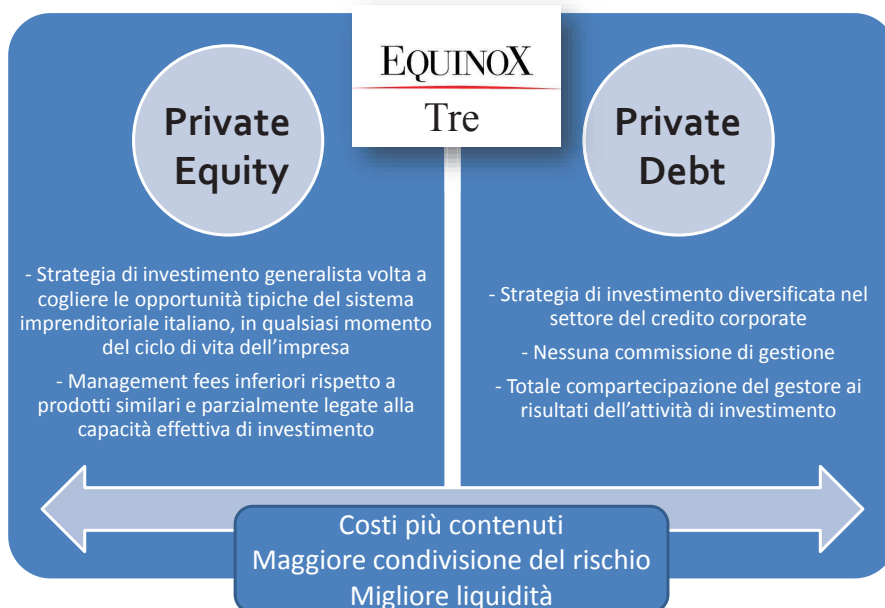 EQUINOX
Tre
Private
Equity
- Strategia di investimento generalista volta a
cogliere le opportunità tipiche del sistema
imprenditoriale italiano, in qualsiasi momento
del ciclo di vita dell'impresa
- Management fees inferiori rispetto a
prodotti similari e parzialmente legate alla
capacità effettiva di investimento
Private
Debt
- Strategia di investimento diversificata nel
settore del credito corporate
- Nessuna commissione di gestione
- Totale compartecipazione del gestore ai
risultati dell'attività di investimento
Costi più contenuti
Maggiore condivisione del rischio
Migliore liquidità